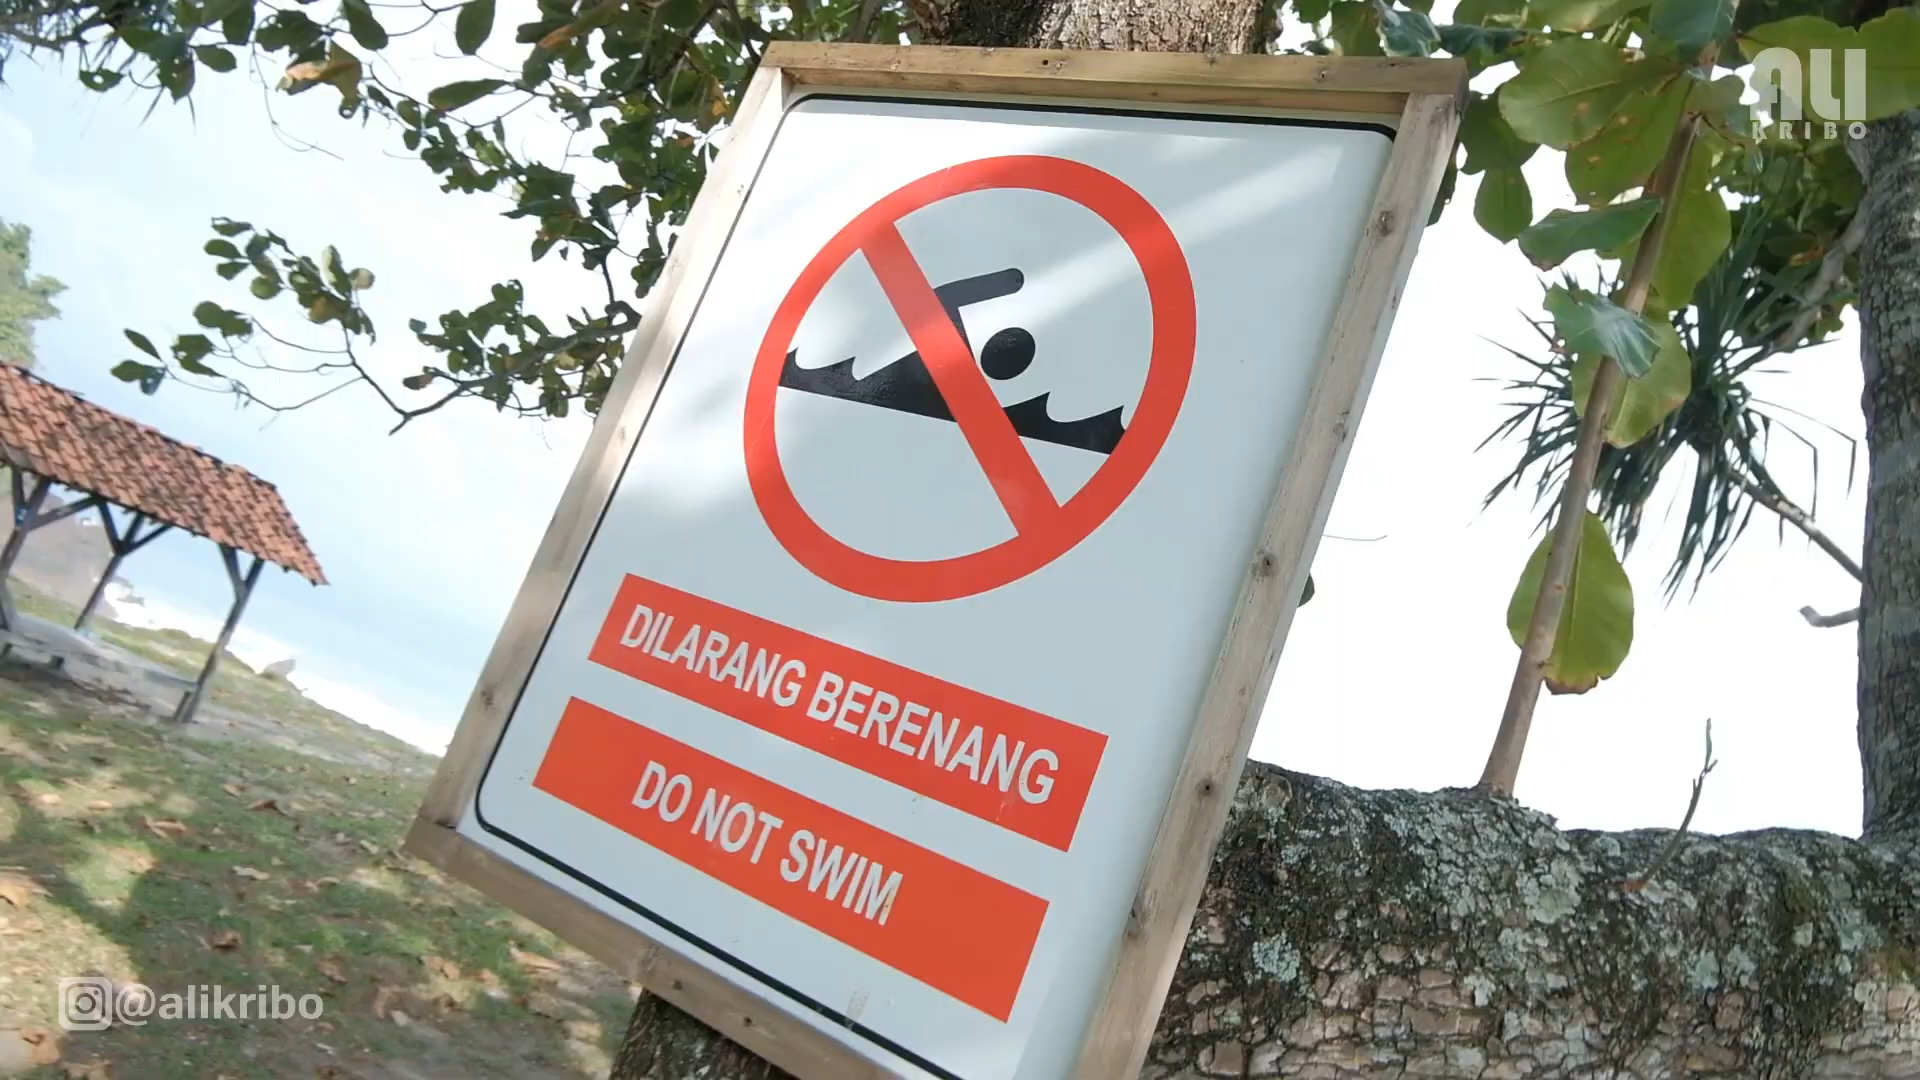 ALI
KRIBO
DILARANG BERENANG
DO NOT SWIM
@alikribo